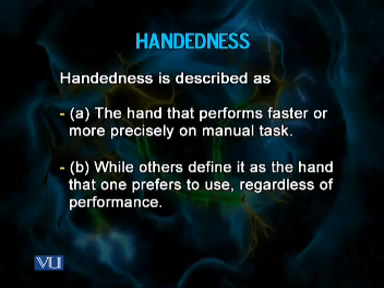 HANDEDNESS
Handedness is described as
- (a) The hand that performs faster or
more precisely on manual task.
- (b) While others define it as the hand
that one prefers to use, regardless of
performance.
VU